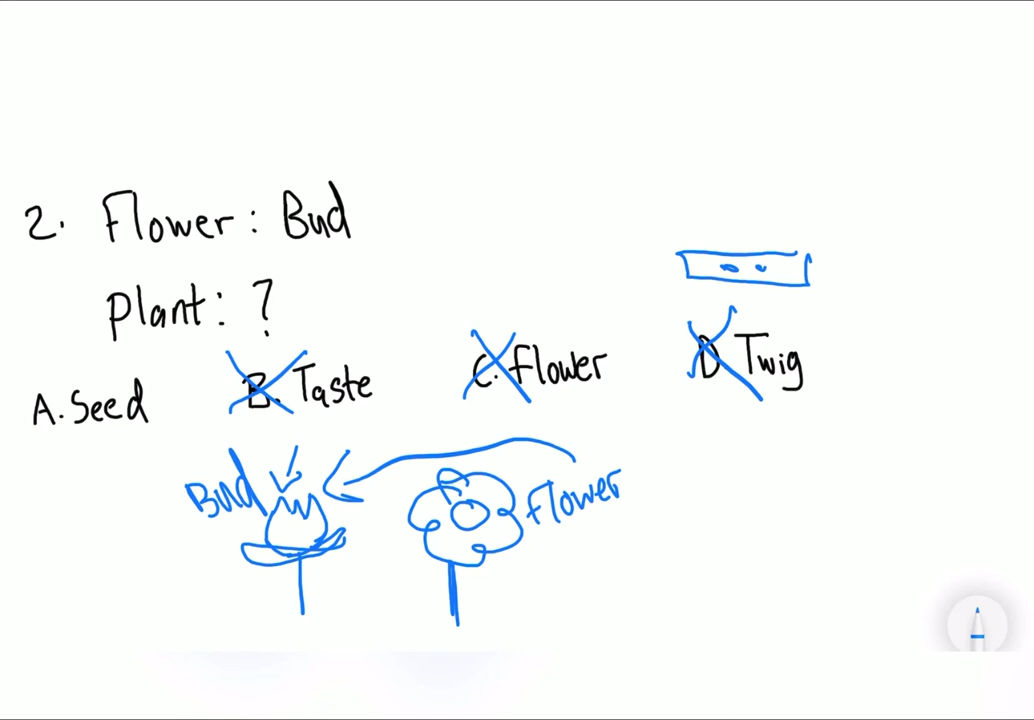 2. Flower: Bud
Plant: ?
A. Seed B. Taste C. Flower D Twig
Bud Flower